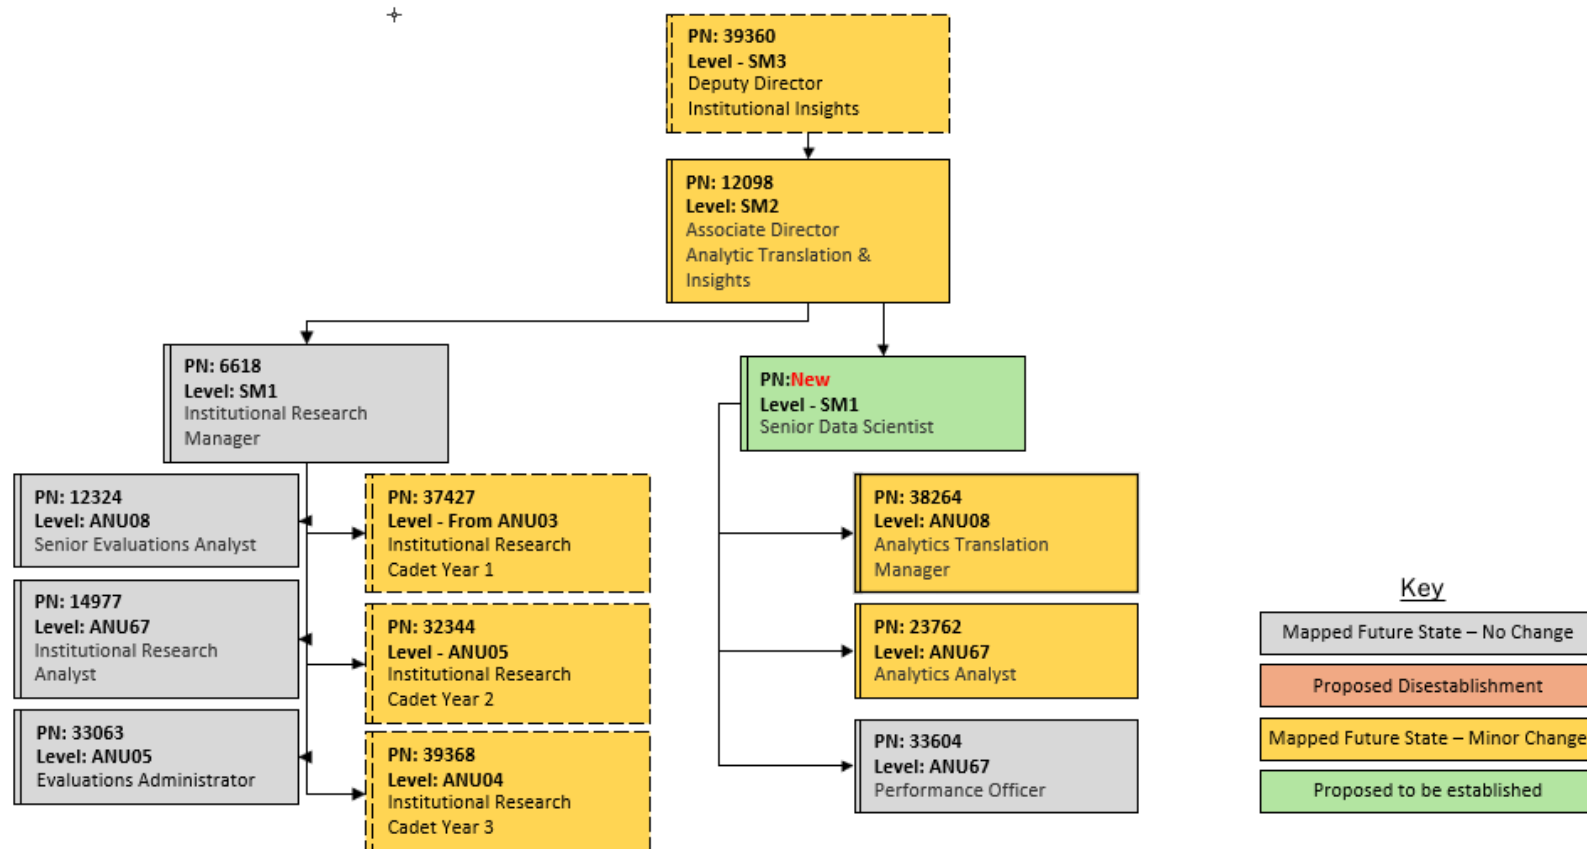 PN: 39360
Level - SM3
Deputy Director
Institutional Insights
PN: 12098
Level: SM2
Associate Director
Analytic Translation &
Insights
PN: 6618
Level: SM1
Institutional Research
Manager
PN:New
Level - SM1
Senior Data Scientist
PN: 12324
Level: ANU08
Senior Evaluations Analyst
PN: 14977
Level: ANU67
Institutional Research
Analyst
PN: 33063
Level: ANU05
Evaluations Administrator
PN: 37427
Level - From ANU03
Institutional Research
Cadet Year 1
PN: 32344
Level - ANU05
Institutional Research
Cadet Year 2
PN: 39368
Level: ANU04
Institutional Research
Cadet Year 3
PN: 38264
Level: ANU08
Analytics Translation
Manager
PN: 23762
Level: ANU67
Analytics Analyst
PN: 33604
Level: ANU67
Performance Officer
Key
Mapped Future State – No Change
Proposed Disestablishment
Mapped Future State – Minor Change
Proposed to be established